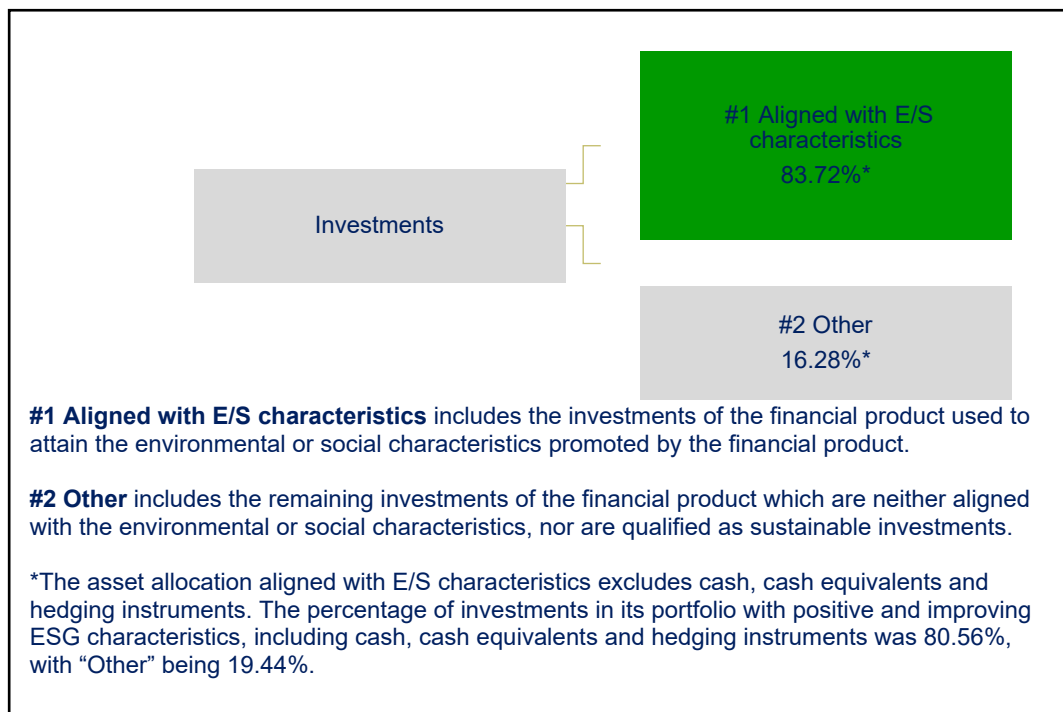 #1 Aligned with E/S
characteristics
83.72%*
Investments
#2 Other
16.28%*
#1 Aligned with E/S characteristics includes the investments of the financial product used to
attain the environmental or social characteristics promoted by the financial product.
#2 Other includes the remaining investments of the financial product which are neither aligned
with the environmental or social characteristics, nor are qualified as sustainable investments.
*The asset allocation aligned with E/S characteristics excludes cash, cash equivalents and
hedging instruments. The percentage of investments in its portfolio with positive and improving
ESG characteristics, including cash, cash equivalents and hedging instruments was 80.56%,
with “Other” being 19.44%.